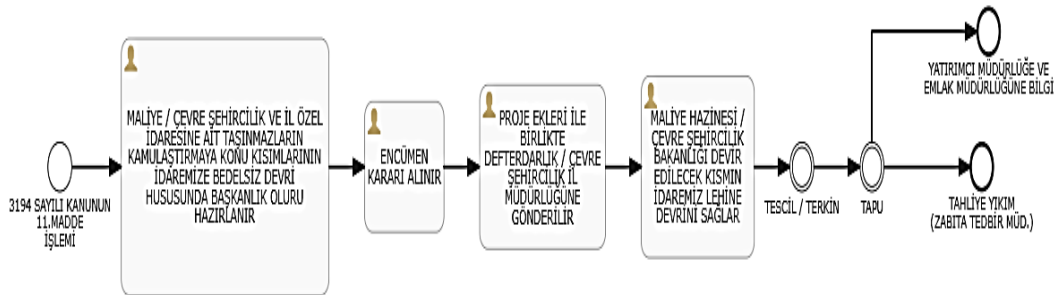 3194 SAYILI KANUNUN
11.MADDE
İŞLEMİ
MALİYE / ÇEVRE ŞEHİRCİLİK VE İL ÖZEL
İDARESİNE AİT TAŞINMAZLARIN
KAMULAŞTIRMAYA KONU KISIMLARININ
İDAREMİZE BEDELSİZ DEVRİ
HUSUSUNDA BAŞKANLIK OLURU
HAZIRLANIR
ENCÜMEN
KARARI ALINIR
PROJE EKLERİ İLE
BİRLİKTE
DEFTERDARLIK / ÇEVRE
ŞEHİRCİLİK İL
MÜDÜRLÜĞÜNE
GÖNDERİLİR
MALİYE HAZİNESİ /
ÇEVRE ŞEHİRCİLİK
BAKANLIĞI DEVİR
EDİLECEK KISMIN
İDAREMİZ LEHİNE
DEVRİNİ SAĞLAR
TESCİL / TERKİN
TAPU
YATIRIMCI MÜDÜRLÜĞE VE
EMLAK MÜDÜRLÜĞÜNE BİLGİ
TAHLİYE YIKIM
(ZABITA TEDBİR MÜD.)